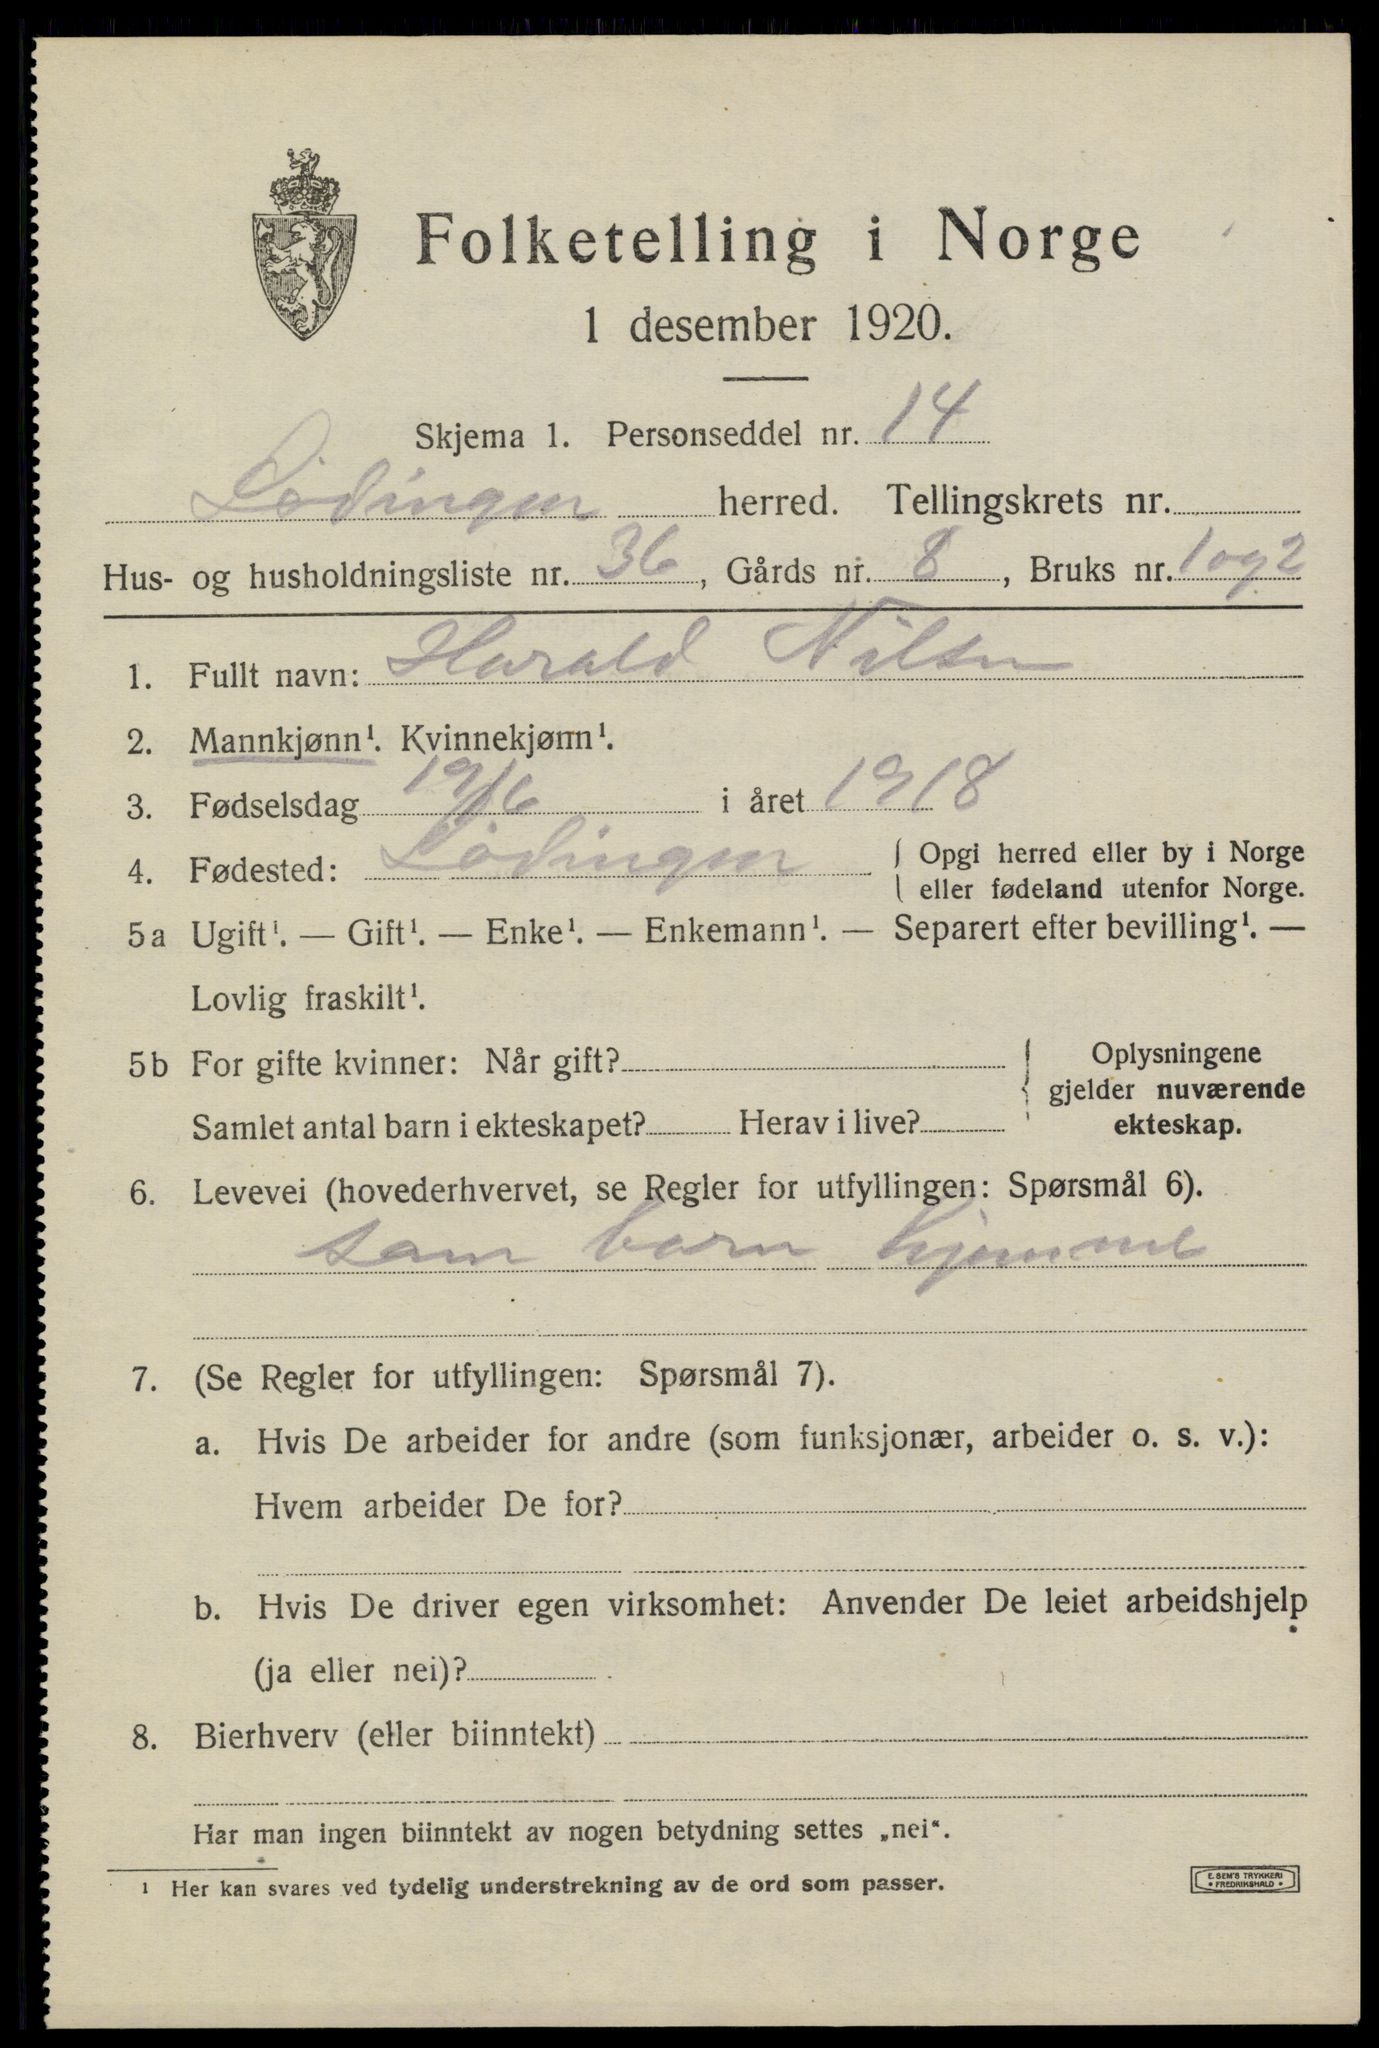 Folketelling i Norge
1 desember 1920.
Skjema 1. Personseddel nr. 14
Lødingen herred. Tellingskrets nr.
Hus- og husholdningsliste nr. 36, Gårds nr. 8, Bruks nr. 1 og 2
1. Fullt navn: Harald Nilsen
2. Mannkjønn¹. Kvinnekjønn¹.
3. Fødselsdag 19/6 i året 1918
4. Fødested: Lødingen { Opgi herred eller by i Norge
eller fødeland utenfor Norge.
5a Ugift¹. — Gift¹. — Enke¹. — Enkemann¹. — Separert efter bevilling¹. —
Lovlig fraskilt¹.
5b For gifte kvinner: Når gift?
Samlet antal barn i ekteskapet? Herav i live?
Oplysningene
gjelder nuværende
ekteskap.
6. Levevei (hovederhvervet, se Regler for utfyllingen: Spørsmål 6).
som barn hjemme
7. (Se Regler for utfyllingen: Spørsmål 7).
a. Hvis De arbeider for andre (som funksjonær, arbeider o. s. v.):
Hvem arbeider De for?
b. Hvis De driver egen virksomhet: Anvender De leiet arbeidshjelp
(ja eller nei)?
8. Bierhverv (eller biinntekt)
Har man ingen biinntekt av nogen betydning settes „nei“.
¹ Her kan svares ved tydelig understrekning av de ord som passer.
E. SEM'S TRYKKERI
• FREDRIKSHALD •